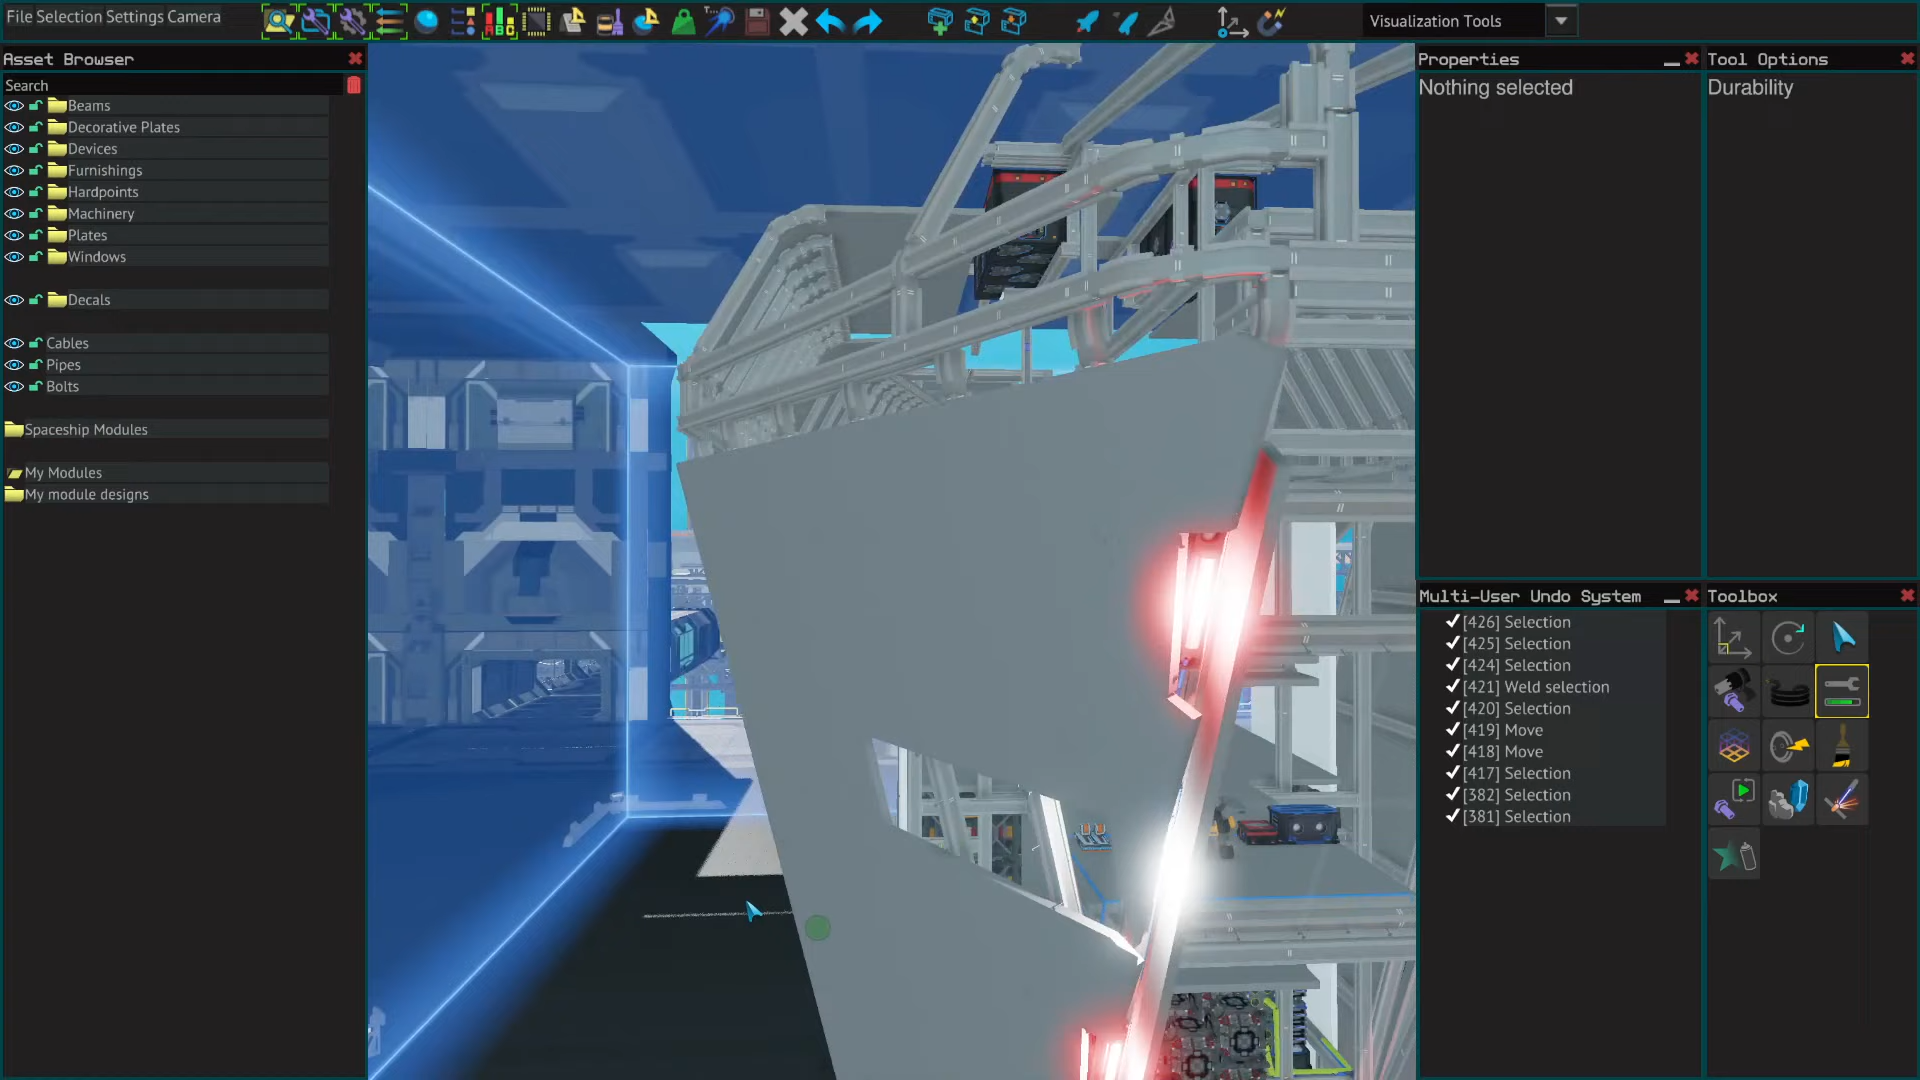 File Selection Settings Camera
ABC
Visualization Tools
Asset Browser
Search
Beams
Decorative Plates
Devices
Furnishings
Hardpoints
Machinery
Plates
Windows
Decals
Cables
Pipes
Bolts
Spaceship Modules
My Modules
My module designs
Properties
Nothing selected
Tool Options
Durability
Multi-User Undo System
[426] Selection
[425] Selection
[424] Selection
[421] Weld selection
[420] Selection
[419] Move
[418] Move
[417] Selection
[382] Selection
[381] Selection
Toolbox